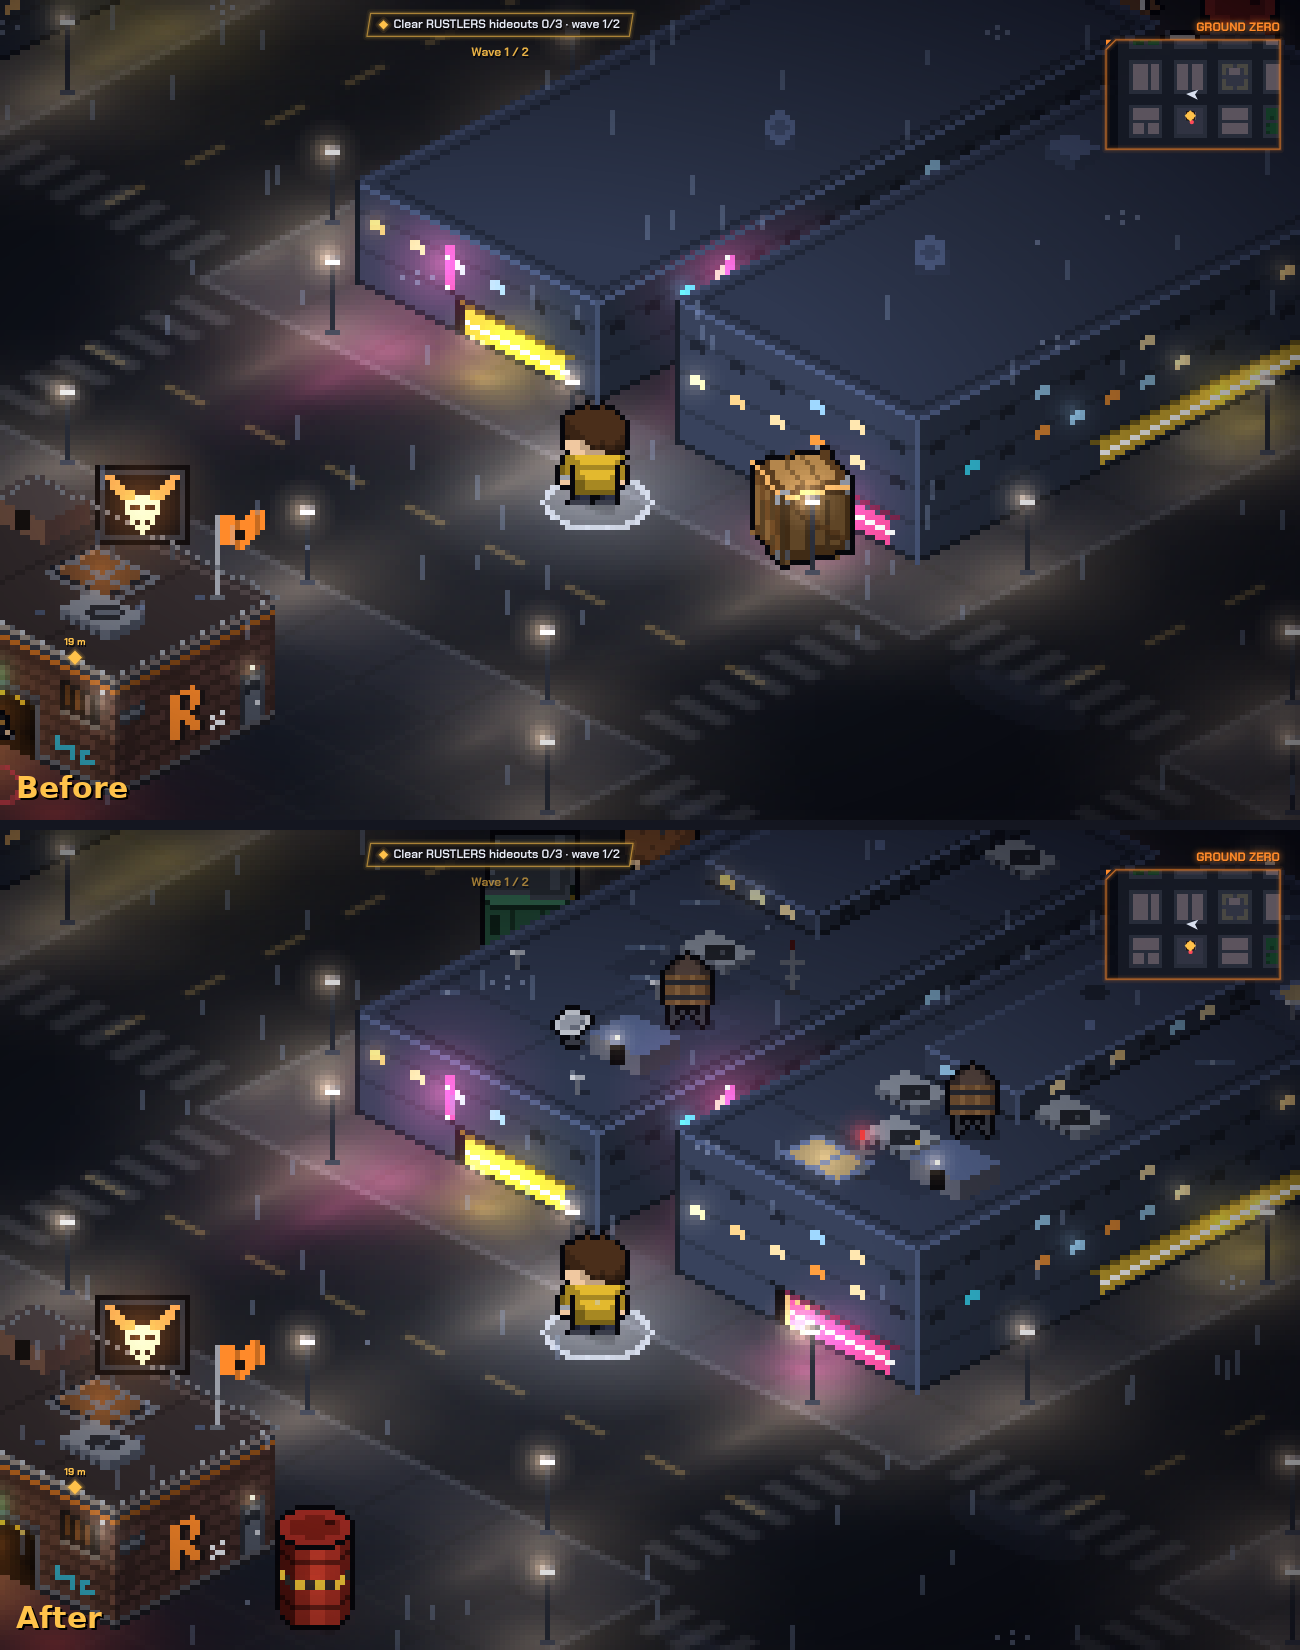 Clear RUSTLERS hideouts 0/3 · wave 1/2
Wave 1 / 2
GROUND ZERO
19 m
R
Before
Clear RUSTLERS hideouts 0/3 · wave 1/2
Wave 1 / 2
GROUND ZERO
19 m
R
After